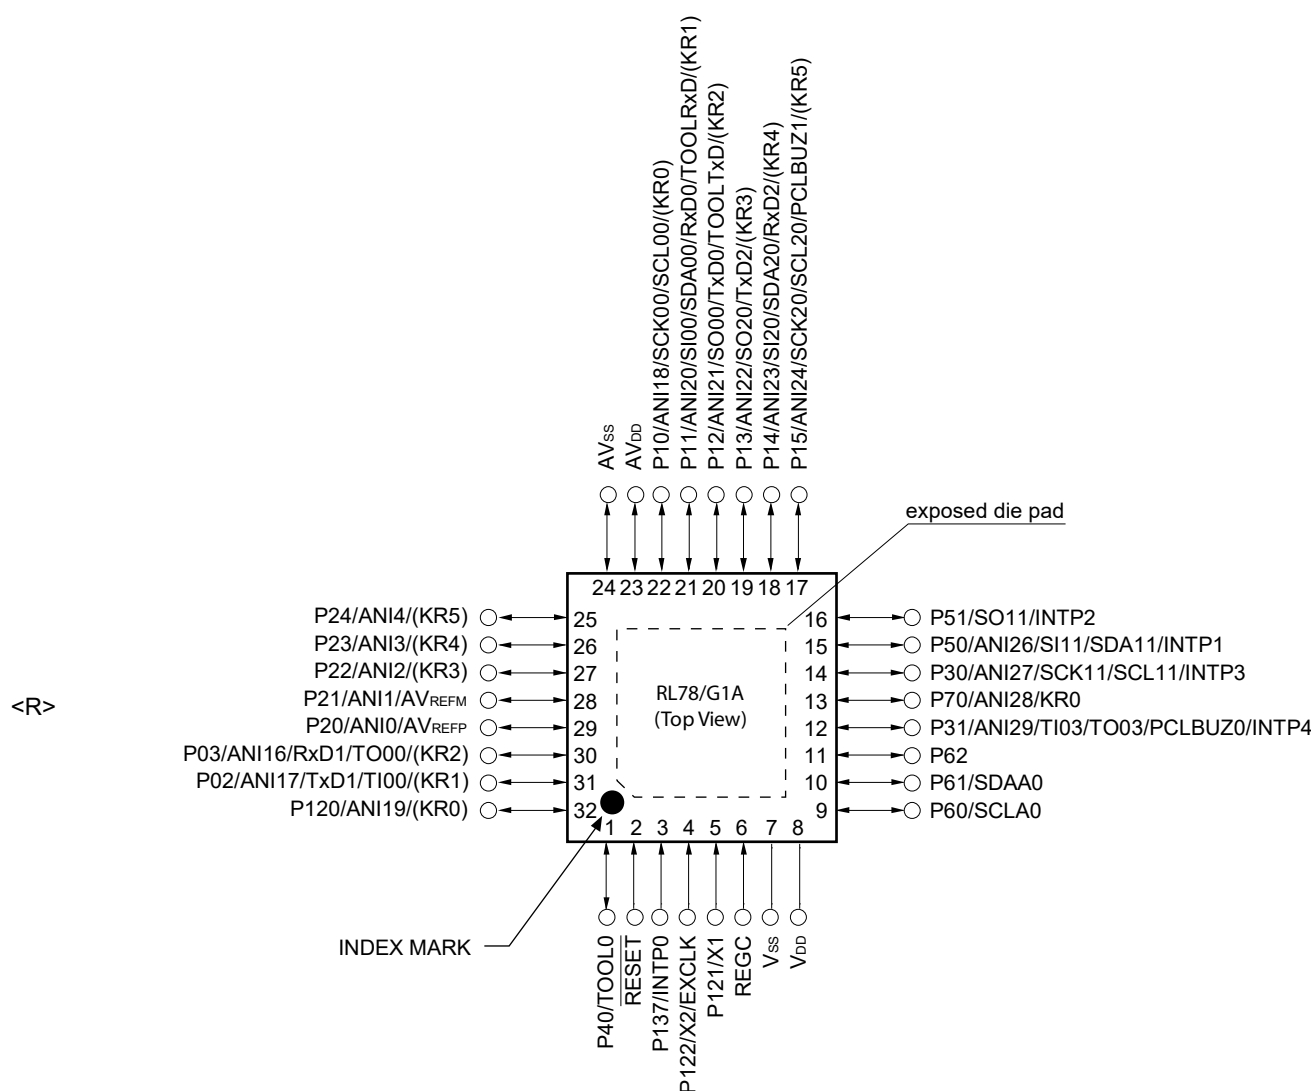 P10/ANI18/SCK00/SCL00/(KR0)
P11/ANI20/SI00/SDA00/RxD0/TOOLRxD/(KR1)
P12/ANI21/SO00/TxD0/TOOLTxD/(KR2)
P13/ANI22/SO20/TxD2/(KR3)
P14/ANI23/SI20/SDA20/RxD2/(KR4)
P15/ANI24/SCK20/SCL20/PCLBUZ1/(KR5)
AVSS
AVDD
exposed die pad
24 23 22 21 20 19 18 17
P24/ANI4/(KR5) 25
P23/ANI3/(KR4) 26
P22/ANI2/(KR3) 27
P21/ANI1/AVREFM 28
P20/ANI0/AVREFP 29
P03/ANI16/RxD1/TO00/(KR2) 30
P02/ANI17/TxD1/TI00/(KR1) 31
P120/ANI19/(KR0) 32
<R>
RL78/G1A
(Top View)
16 P51/SO11/INTP2
15 P50/ANI26/SI11/SDA11/INTP1
14 P30/ANI27/SCK11/SCL11/INTP3
13 P70/ANI28/KR0
12 P31/ANI29/TI03/TO03/PCLBUZ0/INTP4
11 P62
10 P61/SDAA0
9 P60/SCLA0
1 2 3 4 5 6 7 8
INDEX MARK
P40/TOOL0
RESET
P137/INTP0
P122/X2/EXCLK
P121/X1
REGC
VSS
VDD